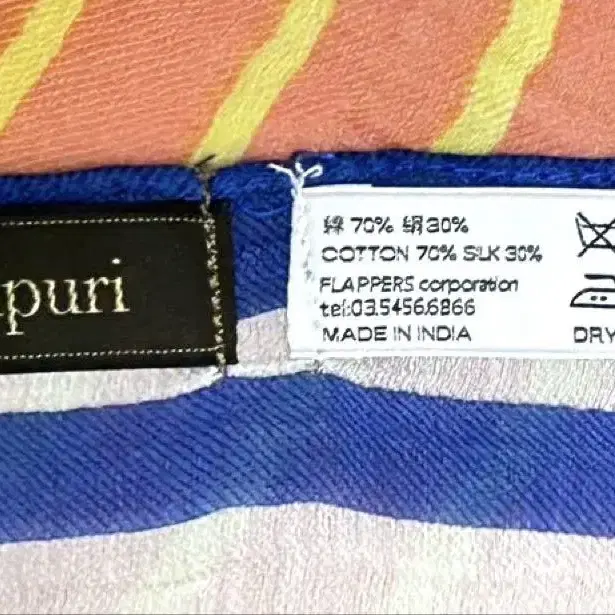 puri
綿 70% 絹 30%
COTTON 70% SILK 30%
FLAPPERS corporation
tel:03.5456.6866
MADE IN INDIA
DRY